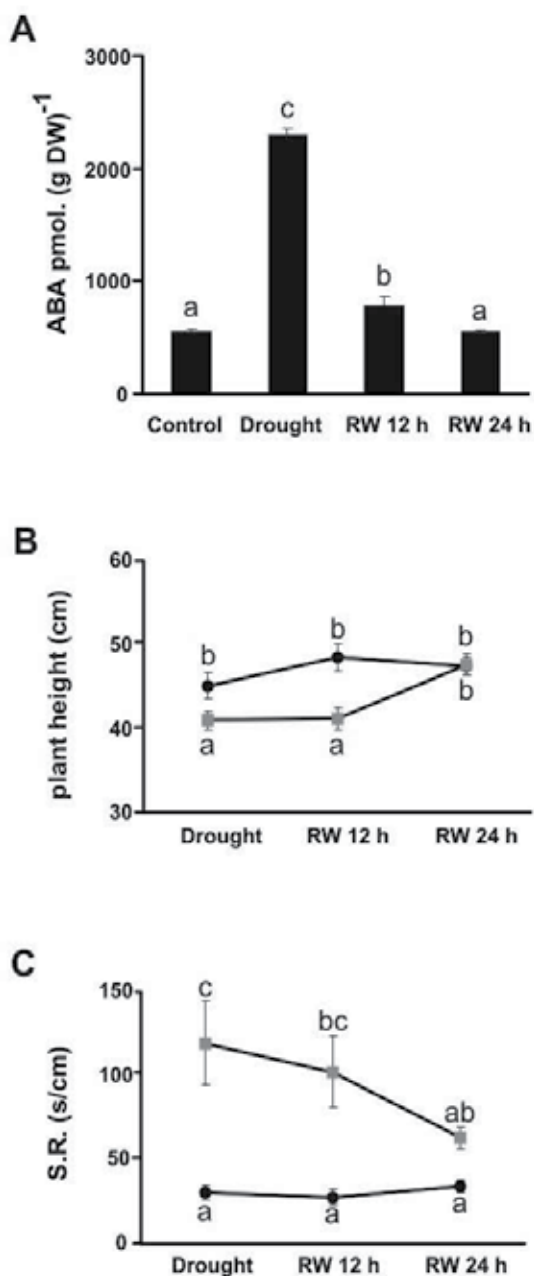 A
ABA pmol. (g DW)-1
3000
2000
1000
0
a
c
b
a
Control Drought RW 12 h RW 24 h
B
plant height (cm)
60
50
40
30
b
b
b
a
a
b
Drought RW 12 h RW 24 h
C
S.R. (s/cm)
150
100
50
0
c
bc
ab
a
a
a
Drought RW 12 h RW 24 h